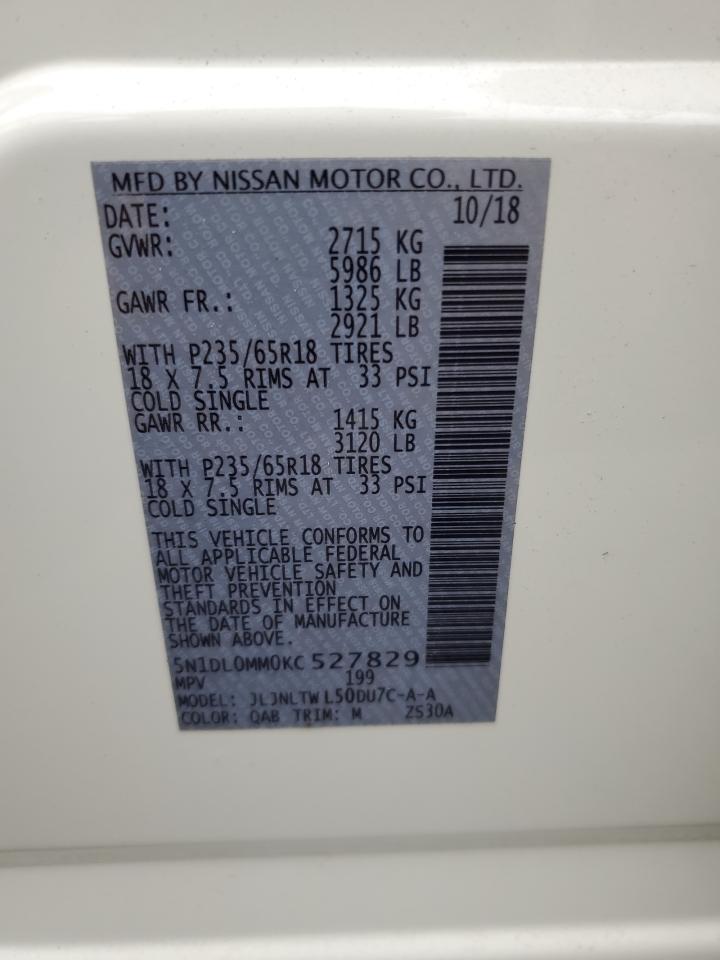 MFD BY NISSAN MOTOR CO., LTD.
DATE: 10/18
GVWR: 2715 KG
5986 LB
GAWR FR.: 1325 KG
2921 LB
WITH P235/65R18 TIRES
18 X 7.5 RIMS AT 33 PSI
COLD SINGLE
GAWR RR.: 1415 KG
3120 LB
WITH P235/65R18 TIRES
18 X 7.5 RIMS AT 33 PSI
COLD SINGLE
THIS VEHICLE CONFORMS TO
ALL APPLICABLE FEDERAL
MOTOR VEHICLE SAFETY AND
THEFT PREVENTION
STANDARDS IN EFFECT ON
THE DATE OF MANUFACTURE
SHOWN ABOVE.
5N1DL0MM0KC 527829
MPV 199
MODEL: JLJNLTW L50DU7C-A-A
COLOR: QAB TRIM: M ZS30A